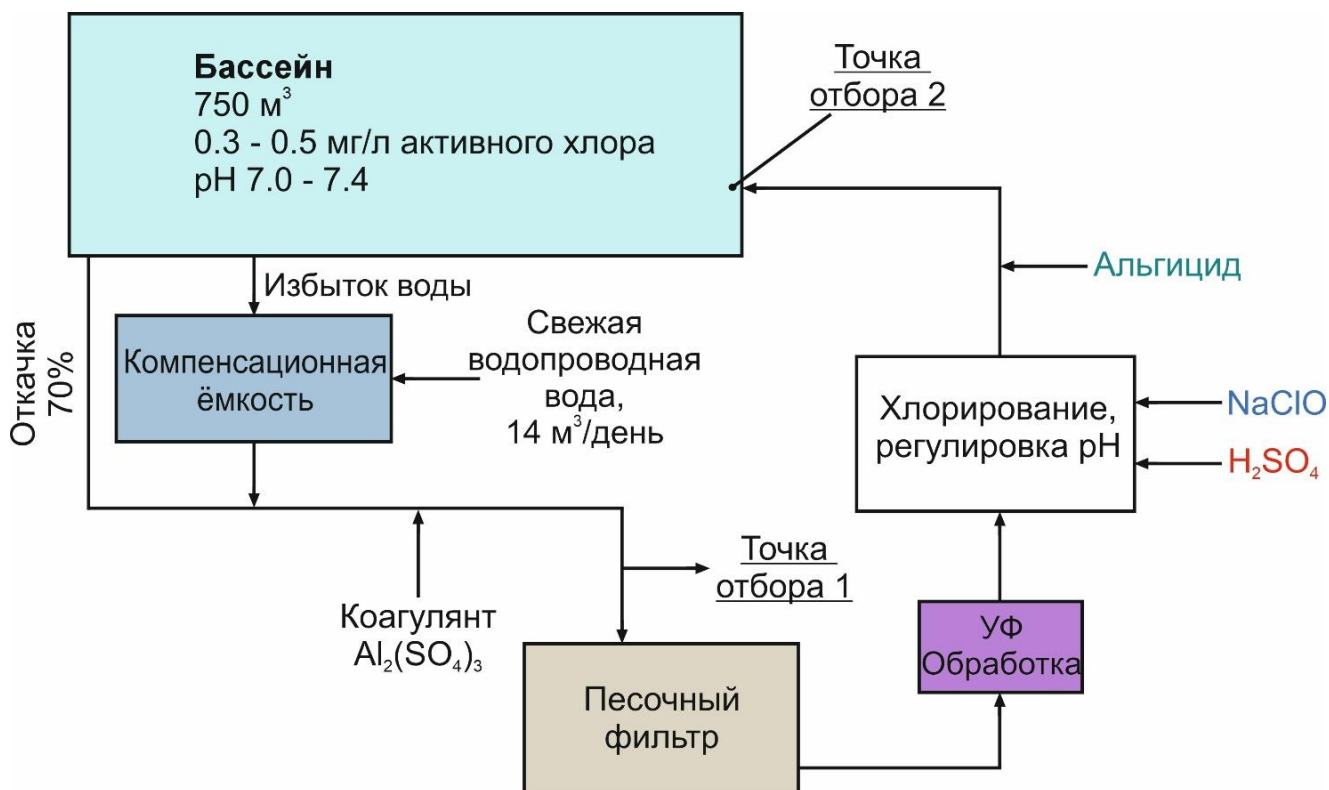 Бассейн
750 м³
0.3 - 0.5 мг/л активного хлора
pH 7.0 - 7.4
Точка
отбора 2
Избыток воды
Откачка
70%
Компенсационная
ёмкость
Свежая
водопроводная
вода,
14 м³/день
Альгицид
Хлорирование,
регулировка pH
NaClO
H₂SO₄
Коагулянт
Al₂(SO₄)₃
Точка
отбора 1
Песочный
фильтр
УФ
Обработка